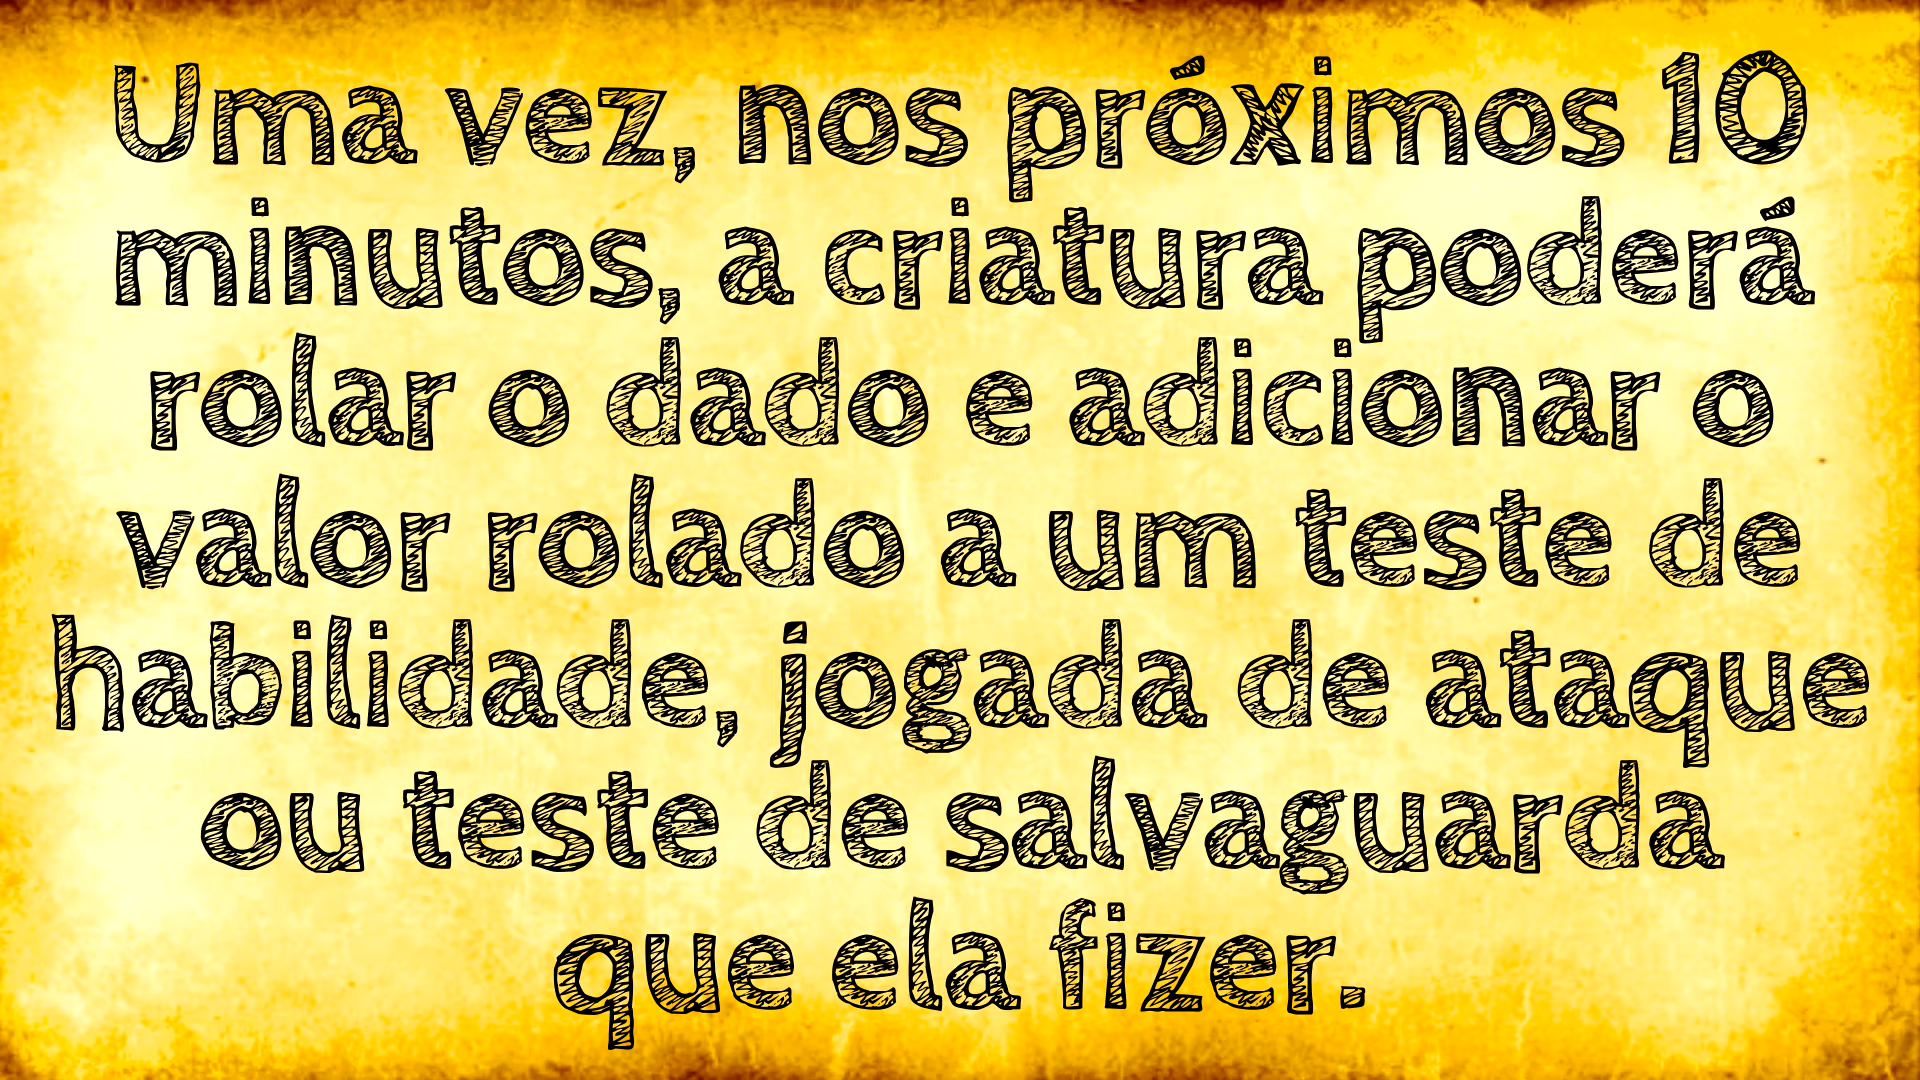 Uma vez, nos próximos 10
minutos, a criatura poderá
rolar o dado e adicionar o
valor rolado a um teste de
habilidade, jogada de ataque
ou teste de salvaguarda
que ela fizer.